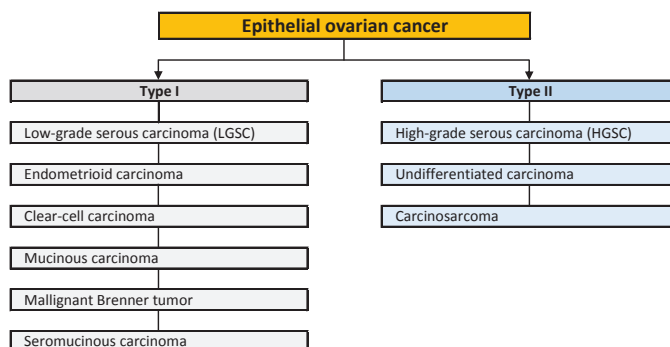 Epithelial ovarian cancer
Type I
Low-grade serous carcinoma (LGSC)
Endometrioid carcinoma
Clear-cell carcinoma
Mucinous carcinoma
Mallignant Brenner tumor
Seromucinous carcinoma
Type II
High-grade serous carcinoma (HGSC)
Undifferentiated carcinoma
Carcinosarcoma